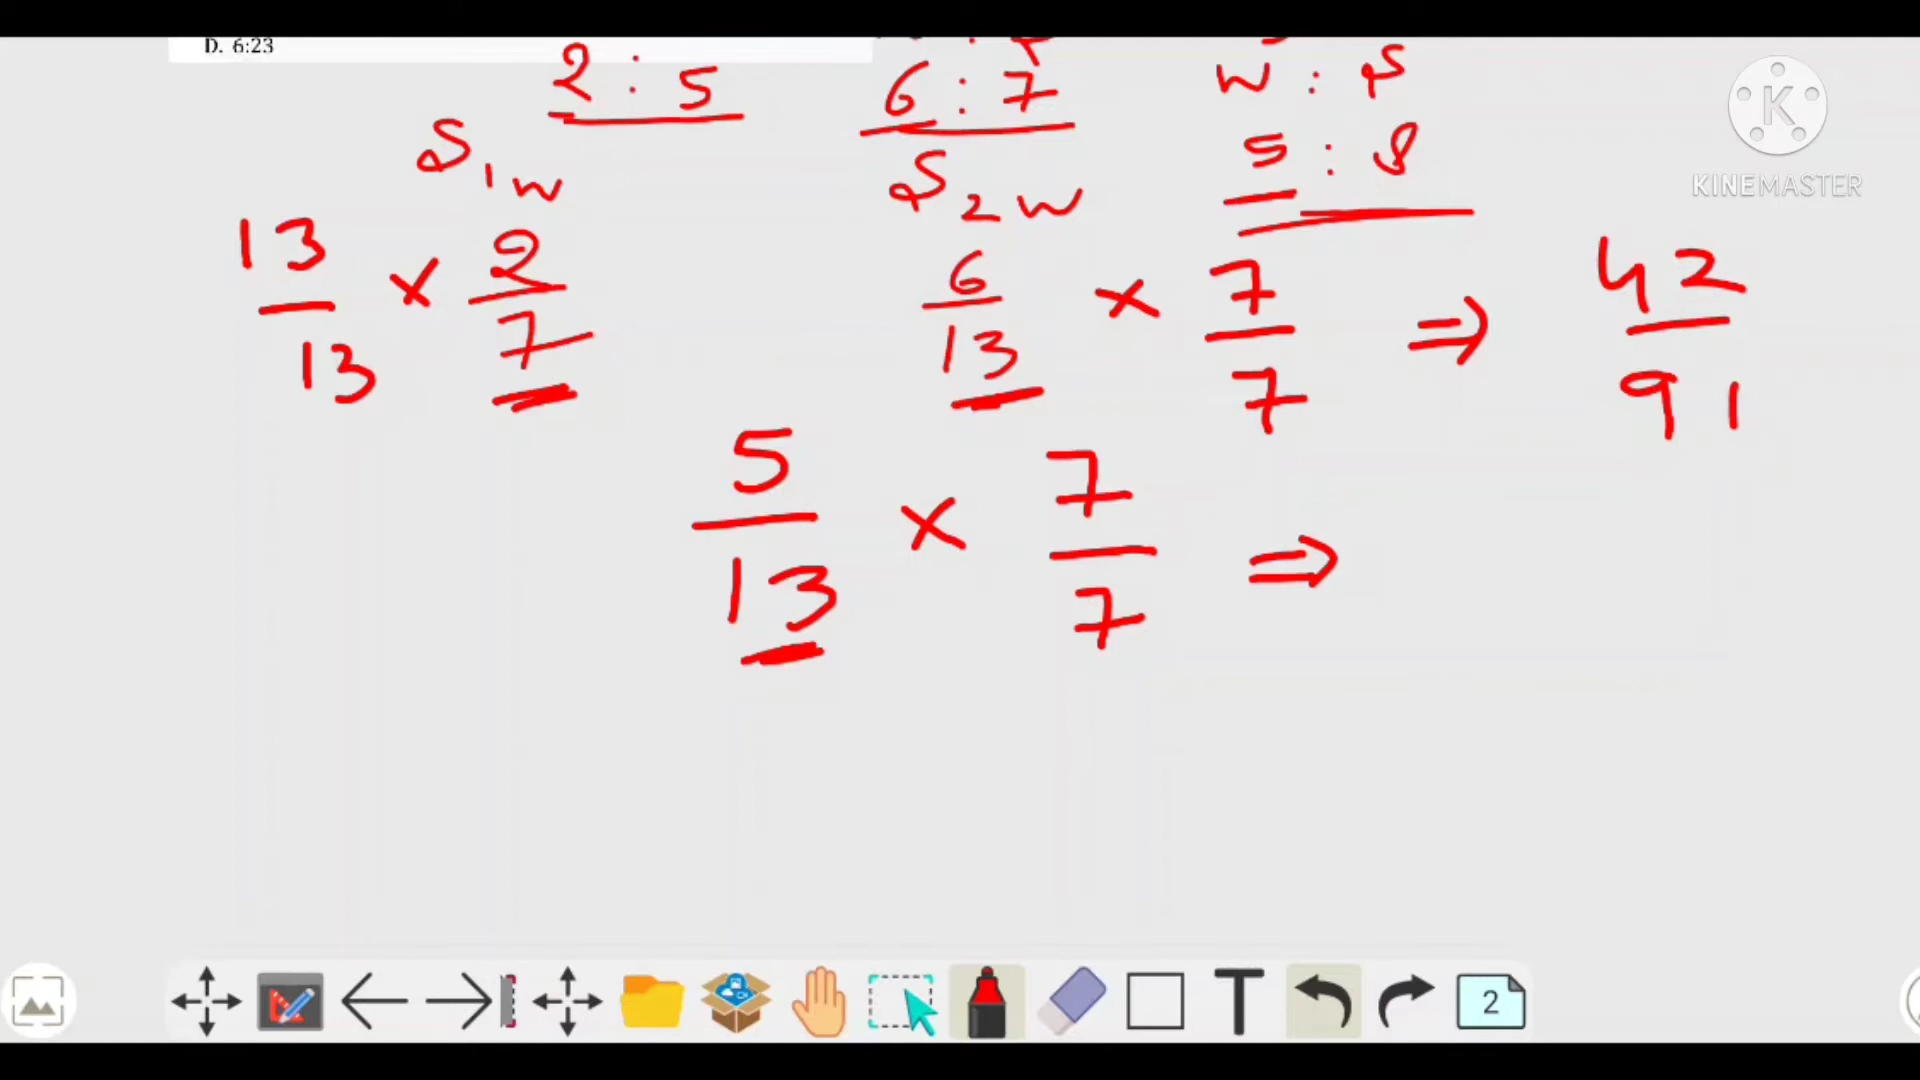 D. 6:23
2 : 5
6 : 7
W : S
5 : 8
KINEMASTER
S1W
S2W
13/13 × 2/7
6/13 × 7/7 ⇒ 42/91
5/13 × 7/7 ⇒
T
2